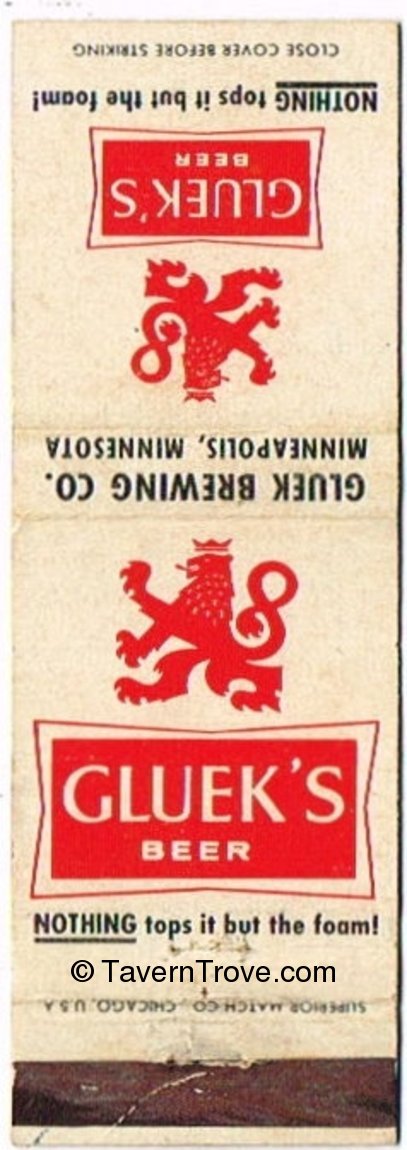 CLOSE COVER BEFORE STRIKING
NOTHING tops it but the foam!
GLUEK'S
BEER
GLUEK BREWING CO.
MINNEAPOLIS, MINNESOTA
GLUEK'S
BEER
NOTHING tops it but the foam!
© TavernTrove.com
SUPERIOR MATCH CO., CHICAGO, U.S.A.